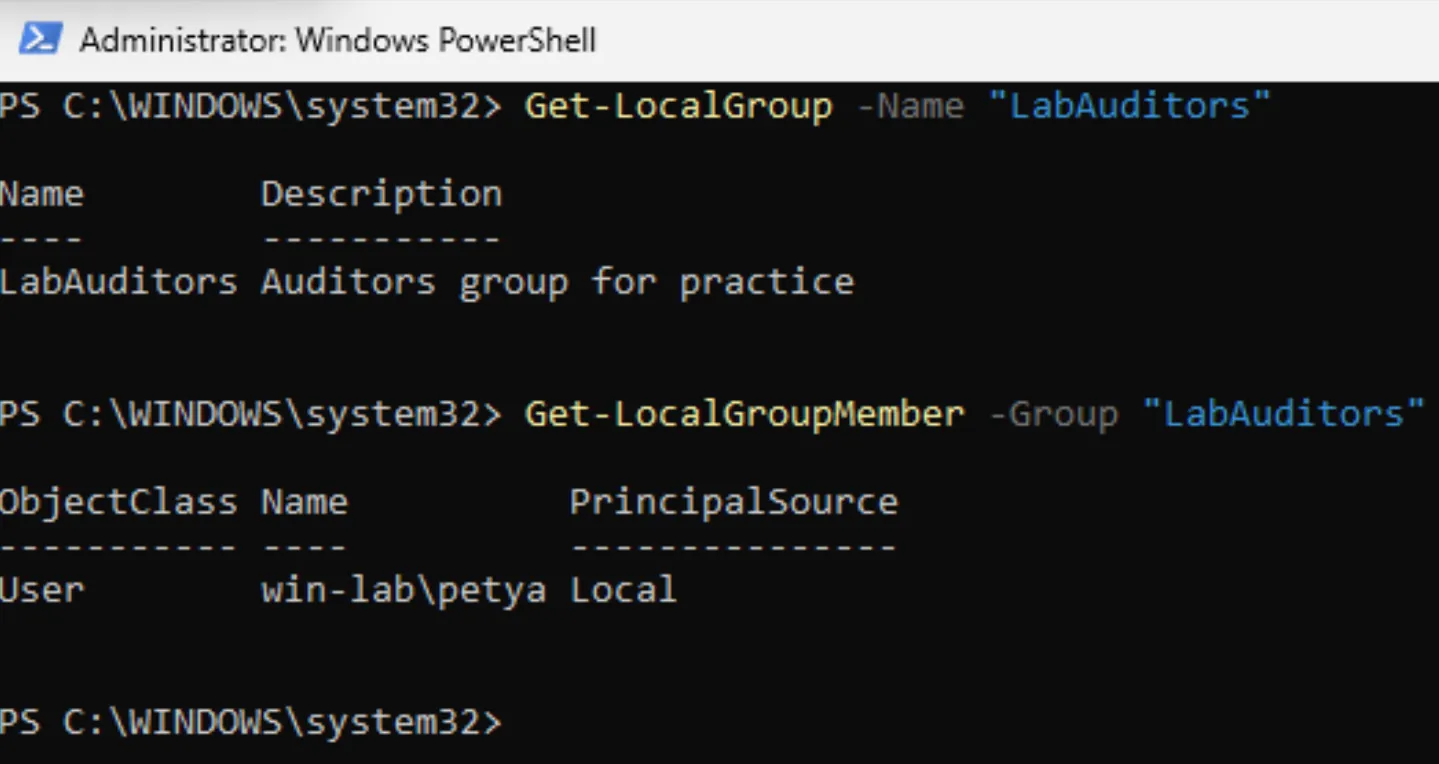 Administrator: Windows PowerShell
PS C:\WINDOWS\system32> Get-LocalGroup -Name "LabAuditors"
Name Description
---- -----------
LabAuditors Auditors group for practice
PS C:\WINDOWS\system32> Get-LocalGroupMember -Group "LabAuditors"
ObjectClass Name PrincipalSource
----------- ---- ---------------
User win-lab\petya Local
PS C:\WINDOWS\system32>